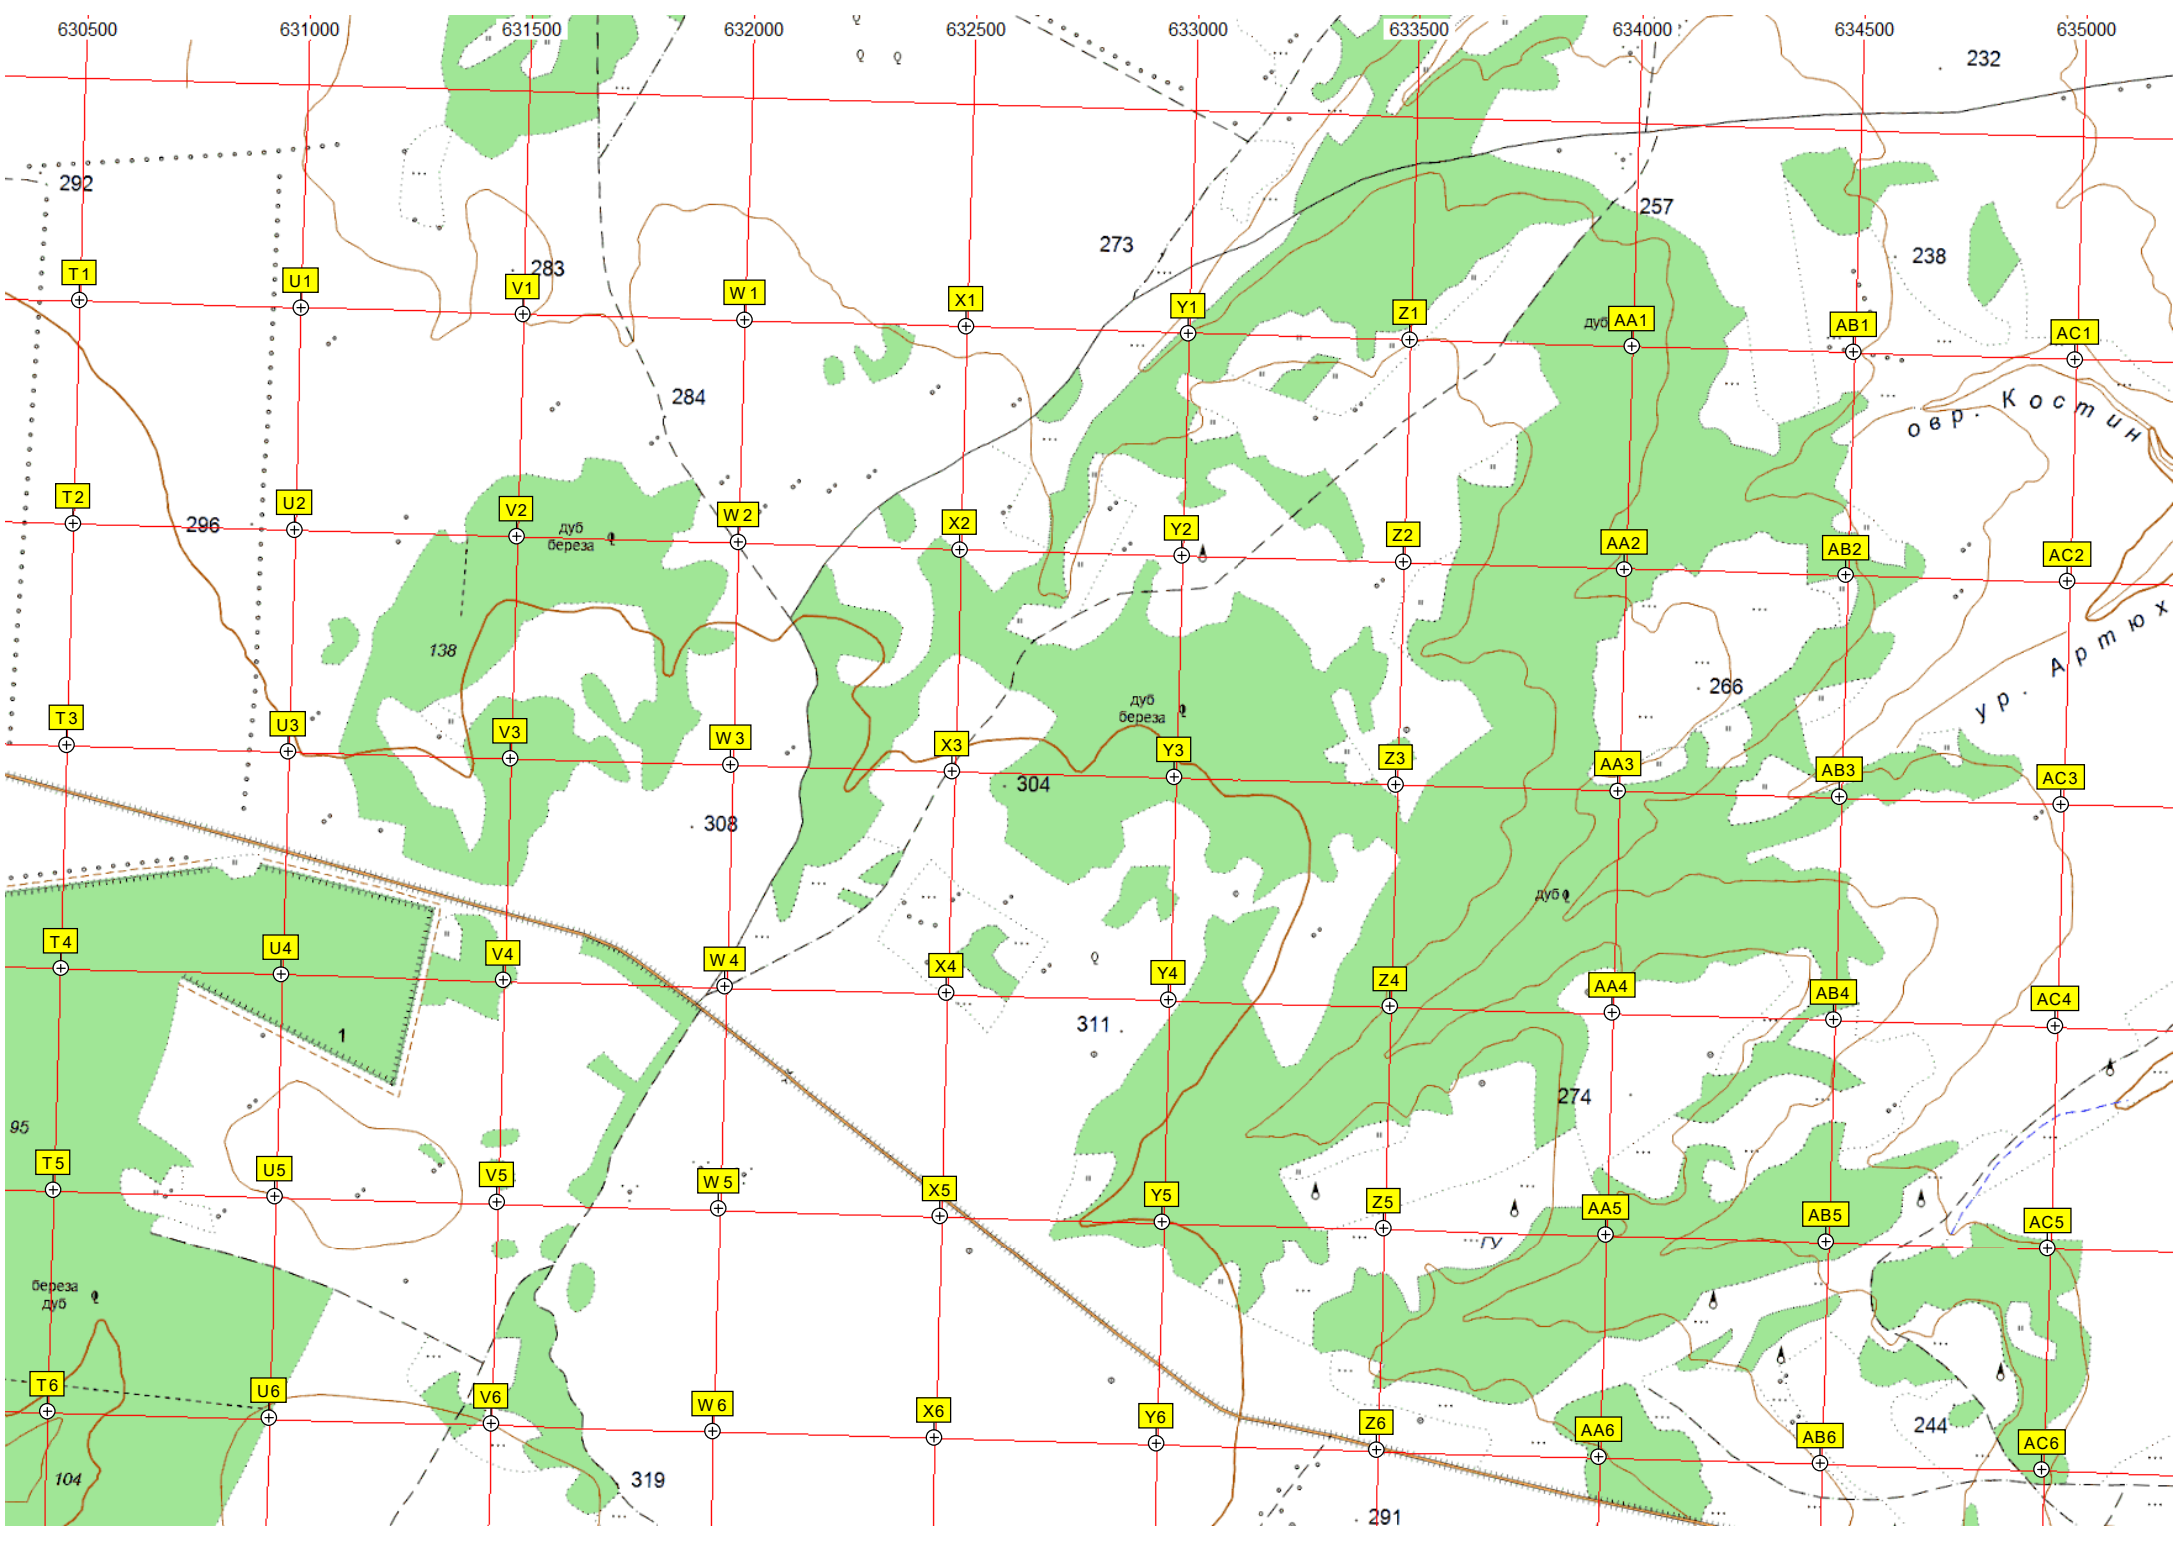 630500 631000 631500 632000 632500 633000 633500 634000 634500 635000
232
292
257
273
238
283
T1 U1 V1 W1 X1 Y1 Z1 дуб AA1 AB1 AC1
284
овр. Костин
296
T2 U2 V2 W2 X2 Y2 Z2 AA2 AB2 AC2
дуб
береза
138
ур. Артюх
266
дуб
береза
T3 U3 V3 W3 X3 Y3 Z3 AA3 AB3 AC3
304
308
дуб
T4 U4 V4 W4 X4 Y4 Z4 AA4 AB4 AC4
311
1
274
95
T5 U5 V5 W5 X5 Y5 Z5 AA5 AB5 AC5
ГУ
береза
дуб
T6 U6 V6 W6 X6 Y6 Z6 AA6 AB6 AC6
244
104
319
291